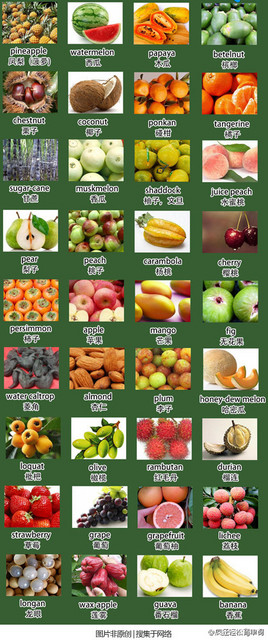 pineapple watermelon papaya betelnut
凤梨（菠萝） 西瓜 木瓜 槟榔
chestnut coconut ponkan tangerine
栗子 椰子 椪柑 橘子
sugar-cane muskmelon shaddock juice peach
甘蔗 香瓜 柚子，文旦 水蜜桃
pear peach carambola cherry
梨子 桃子 杨桃 樱桃
persimmon apple mango fig
柿子 苹果 芒果 无花果
water caltrop almond plum honey-dew melon
菱角 杏仁 李子 哈密瓜
loquat olive rambutan durian
枇杷 橄榄 红毛丹 榴莲
strawberry grape grapefruit lichee
草莓 葡萄 葡萄柚 荔枝
longan wax apple guava banana
龙眼 莲雾 番石榴 香蕉
图片非原创 | 搜集于网络